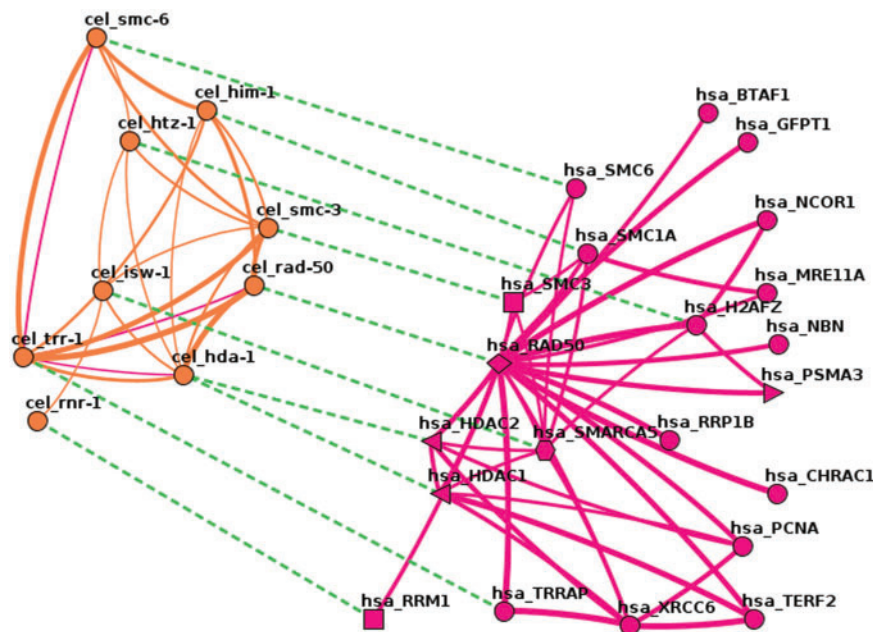 cel_smc-6
cel_him-1
cel_htz-1
cel_smc-3
cel_isw-1
cel_rad-50
cel_trr-1
cel_hda-1
cel_rnr-1
hsa_BTAF1
hsa_GFPT1
hsa_SMC6
hsa_NCOR1
hsa_SMC1A
hsa_MRE11A
hsa_SMC3
hsa_H2AFZ
hsa_NBN
hsa_RAD50
hsa_PSMA3
hsa_HDAC2
hsa_SMARCA5
hsa_RRP1B
hsa_HDAC1
hsa_CHRAC1
hsa_PCNA
hsa_RRM1
hsa_TRRAP
hsa_XRCC6
hsa_TERF2